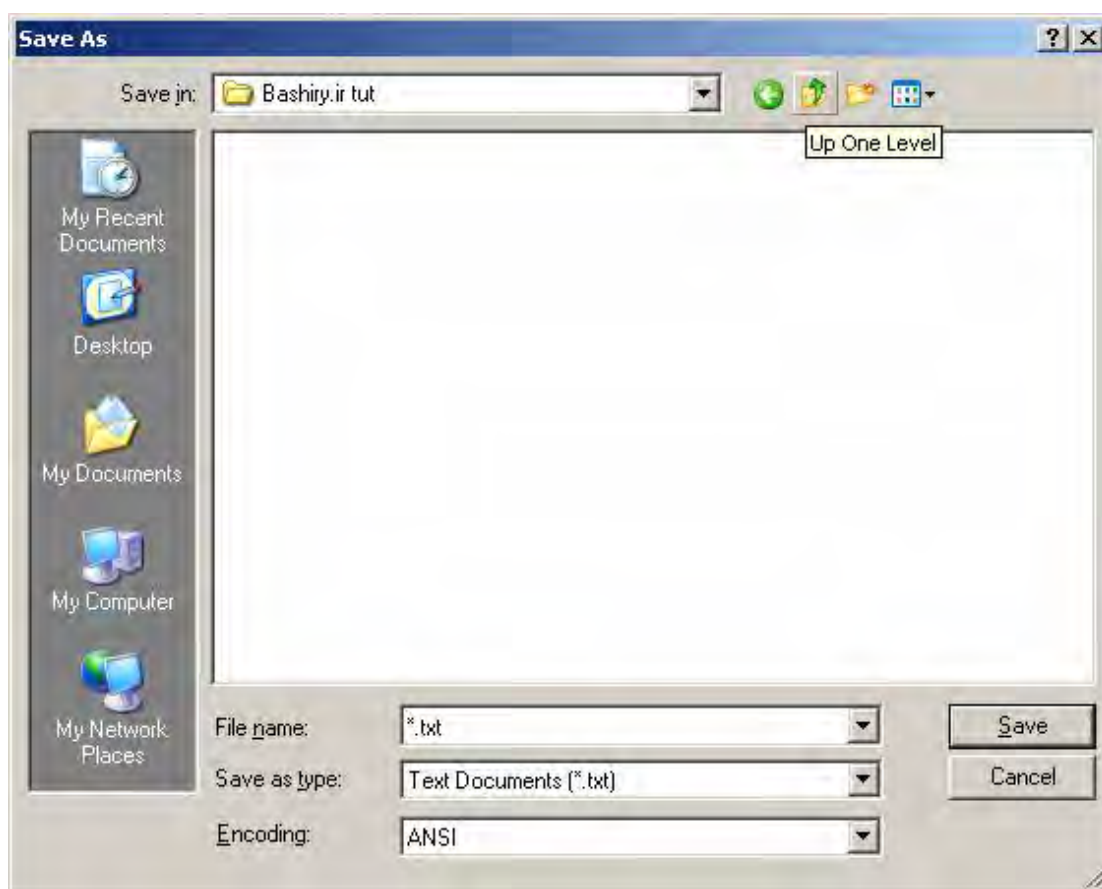 Save As
Save in: Bashiry.ir tut
Up One Level
My Recent
Documents
Desktop
My Documents
My Computer
My Network
Places
File name: *.txt
Save
Save as type: Text Documents (*.txt)
Cancel
Encoding: ANSI